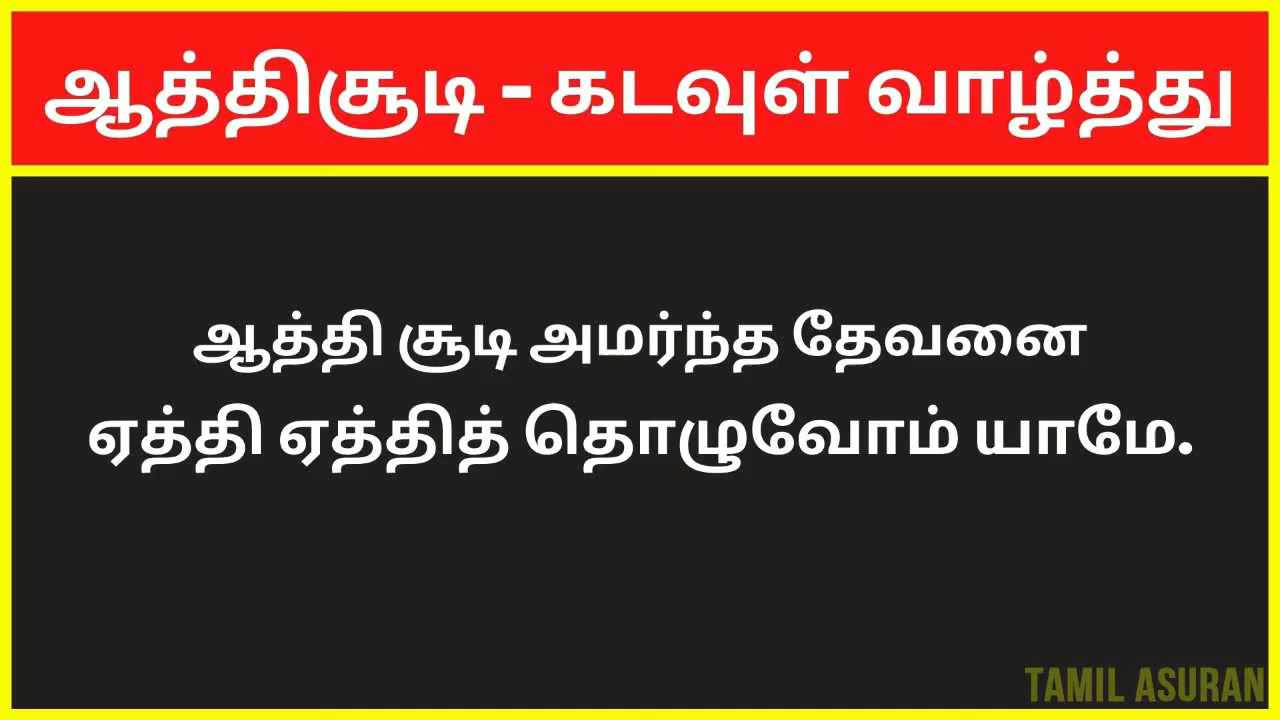 ஆத்திசூடி - கடவுள் வாழ்த்து
ஆத்தி சூடி அமர்ந்த தேவனை
ஏத்தி ஏத்தித் தொழுவோம் யாமே.
TAMIL ASURAN